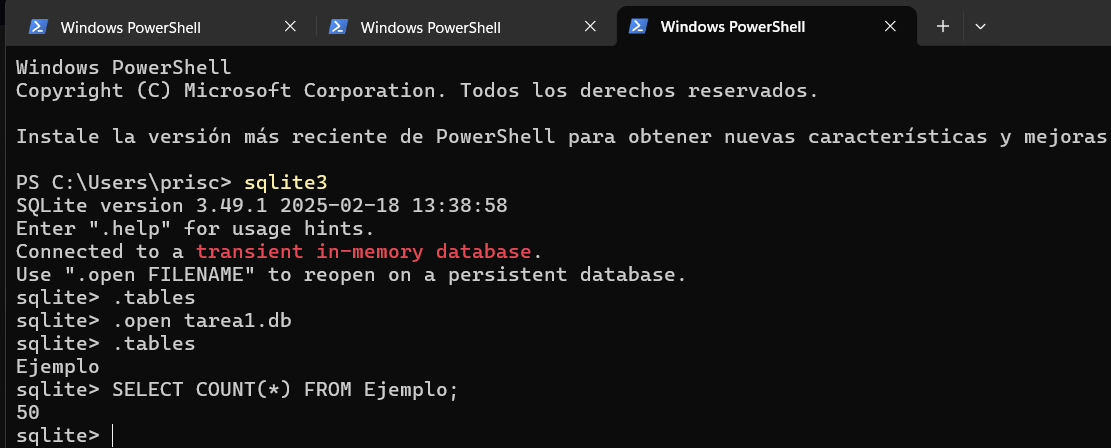 Windows PowerShell
Windows PowerShell
Windows PowerShell
Windows PowerShell
Copyright (C) Microsoft Corporation. Todos los derechos reservados.
Instale la versión más reciente de PowerShell para obtener nuevas características y mejoras
PS C:\Users\prisc> sqlite3
SQLite version 3.49.1 2025-02-18 13:38:58
Enter ".help" for usage hints.
Connected to a transient in-memory database.
Use ".open FILENAME" to reopen on a persistent database.
sqlite> .tables
sqlite> .open tarea1.db
sqlite> .tables
Ejemplo
sqlite> SELECT COUNT(*) FROM Ejemplo;
50
sqlite>